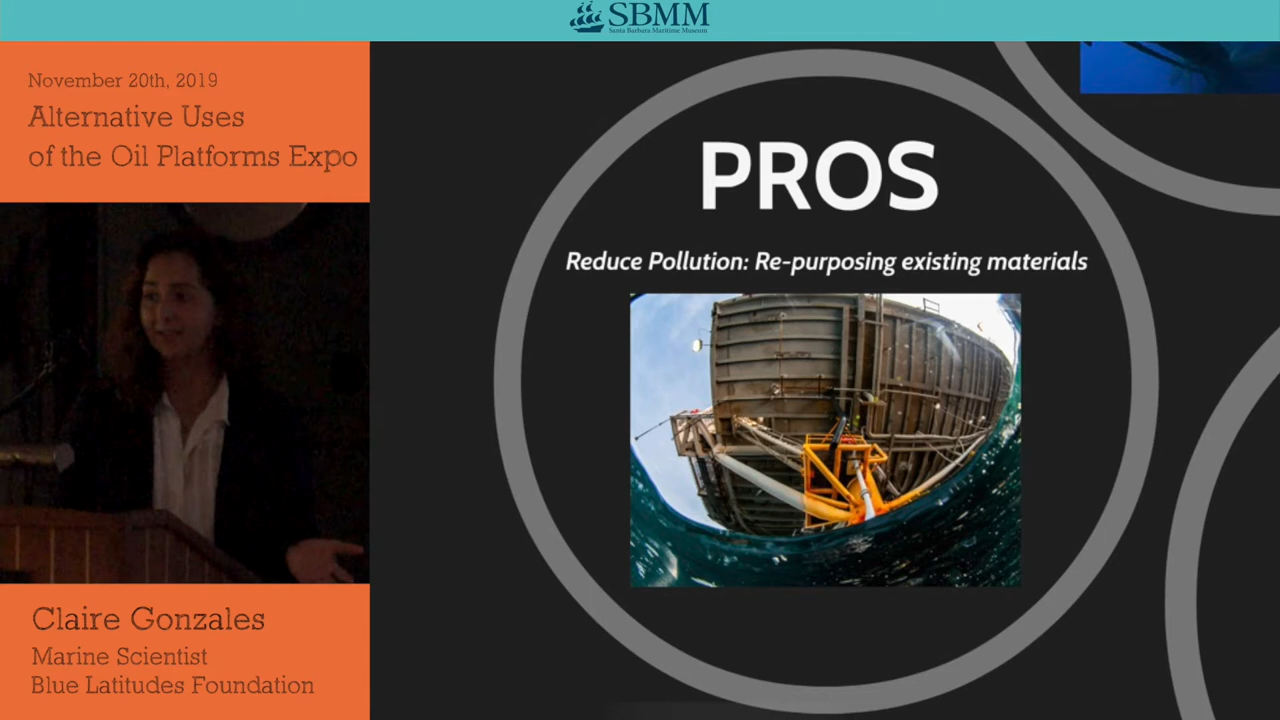 SBMM
Santa Barbara Maritime Museum
November 20th, 2019
Alternative Uses
of the Oil Platforms Expo
PROS
Reduce Pollution: Re-purposing existing materials
Claire Gonzales
Marine Scientist
Blue Latitudes Foundation